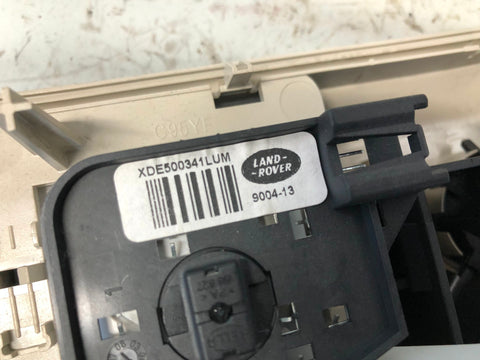 XDE500341LUM
LAND-
-ROVER
9004-13